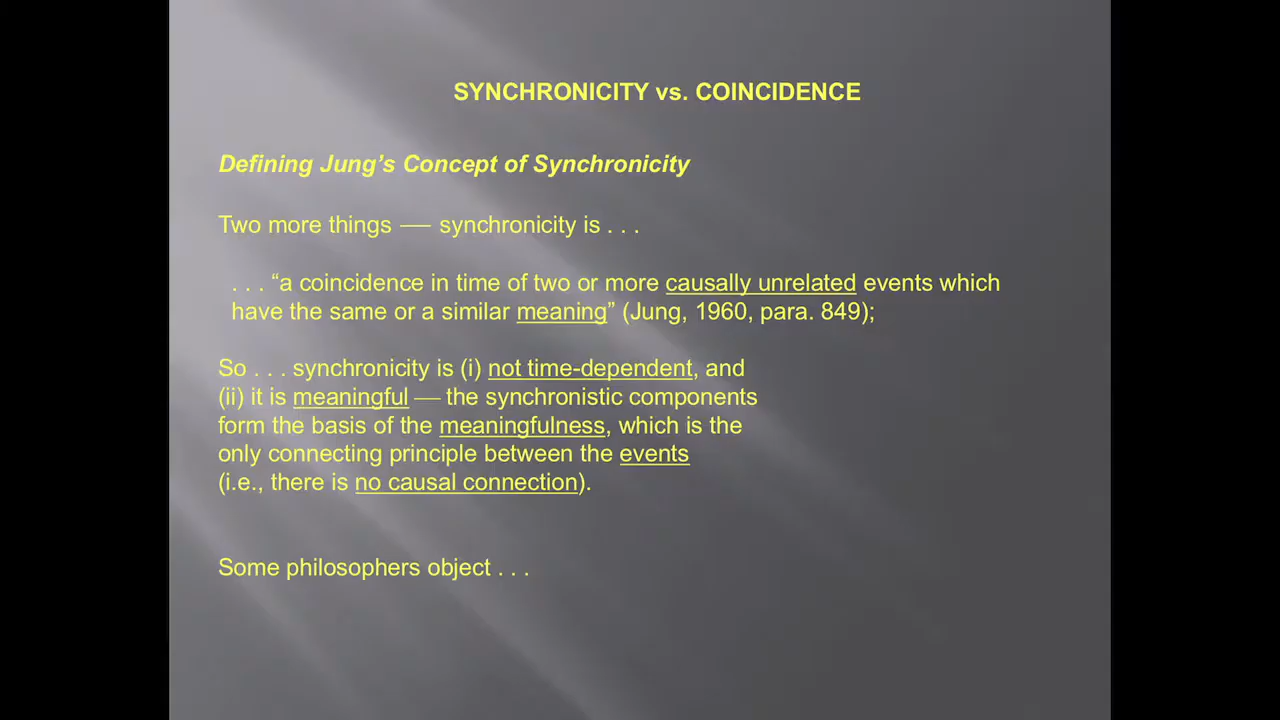 SYNCHRONICITY vs. COINCIDENCE
Defining Jung’s Concept of Synchronicity
Two more things — synchronicity is . . .
. . . “a coincidence in time of two or more causally unrelated events which
have the same or a similar meaning” (Jung, 1960, para. 849);
So . . . synchronicity is (i) not time-dependent, and
(ii) it is meaningful — the synchronistic components
form the basis of the meaningfulness, which is the
only connecting principle between the events
(i.e., there is no causal connection).
Some philosophers object . . .